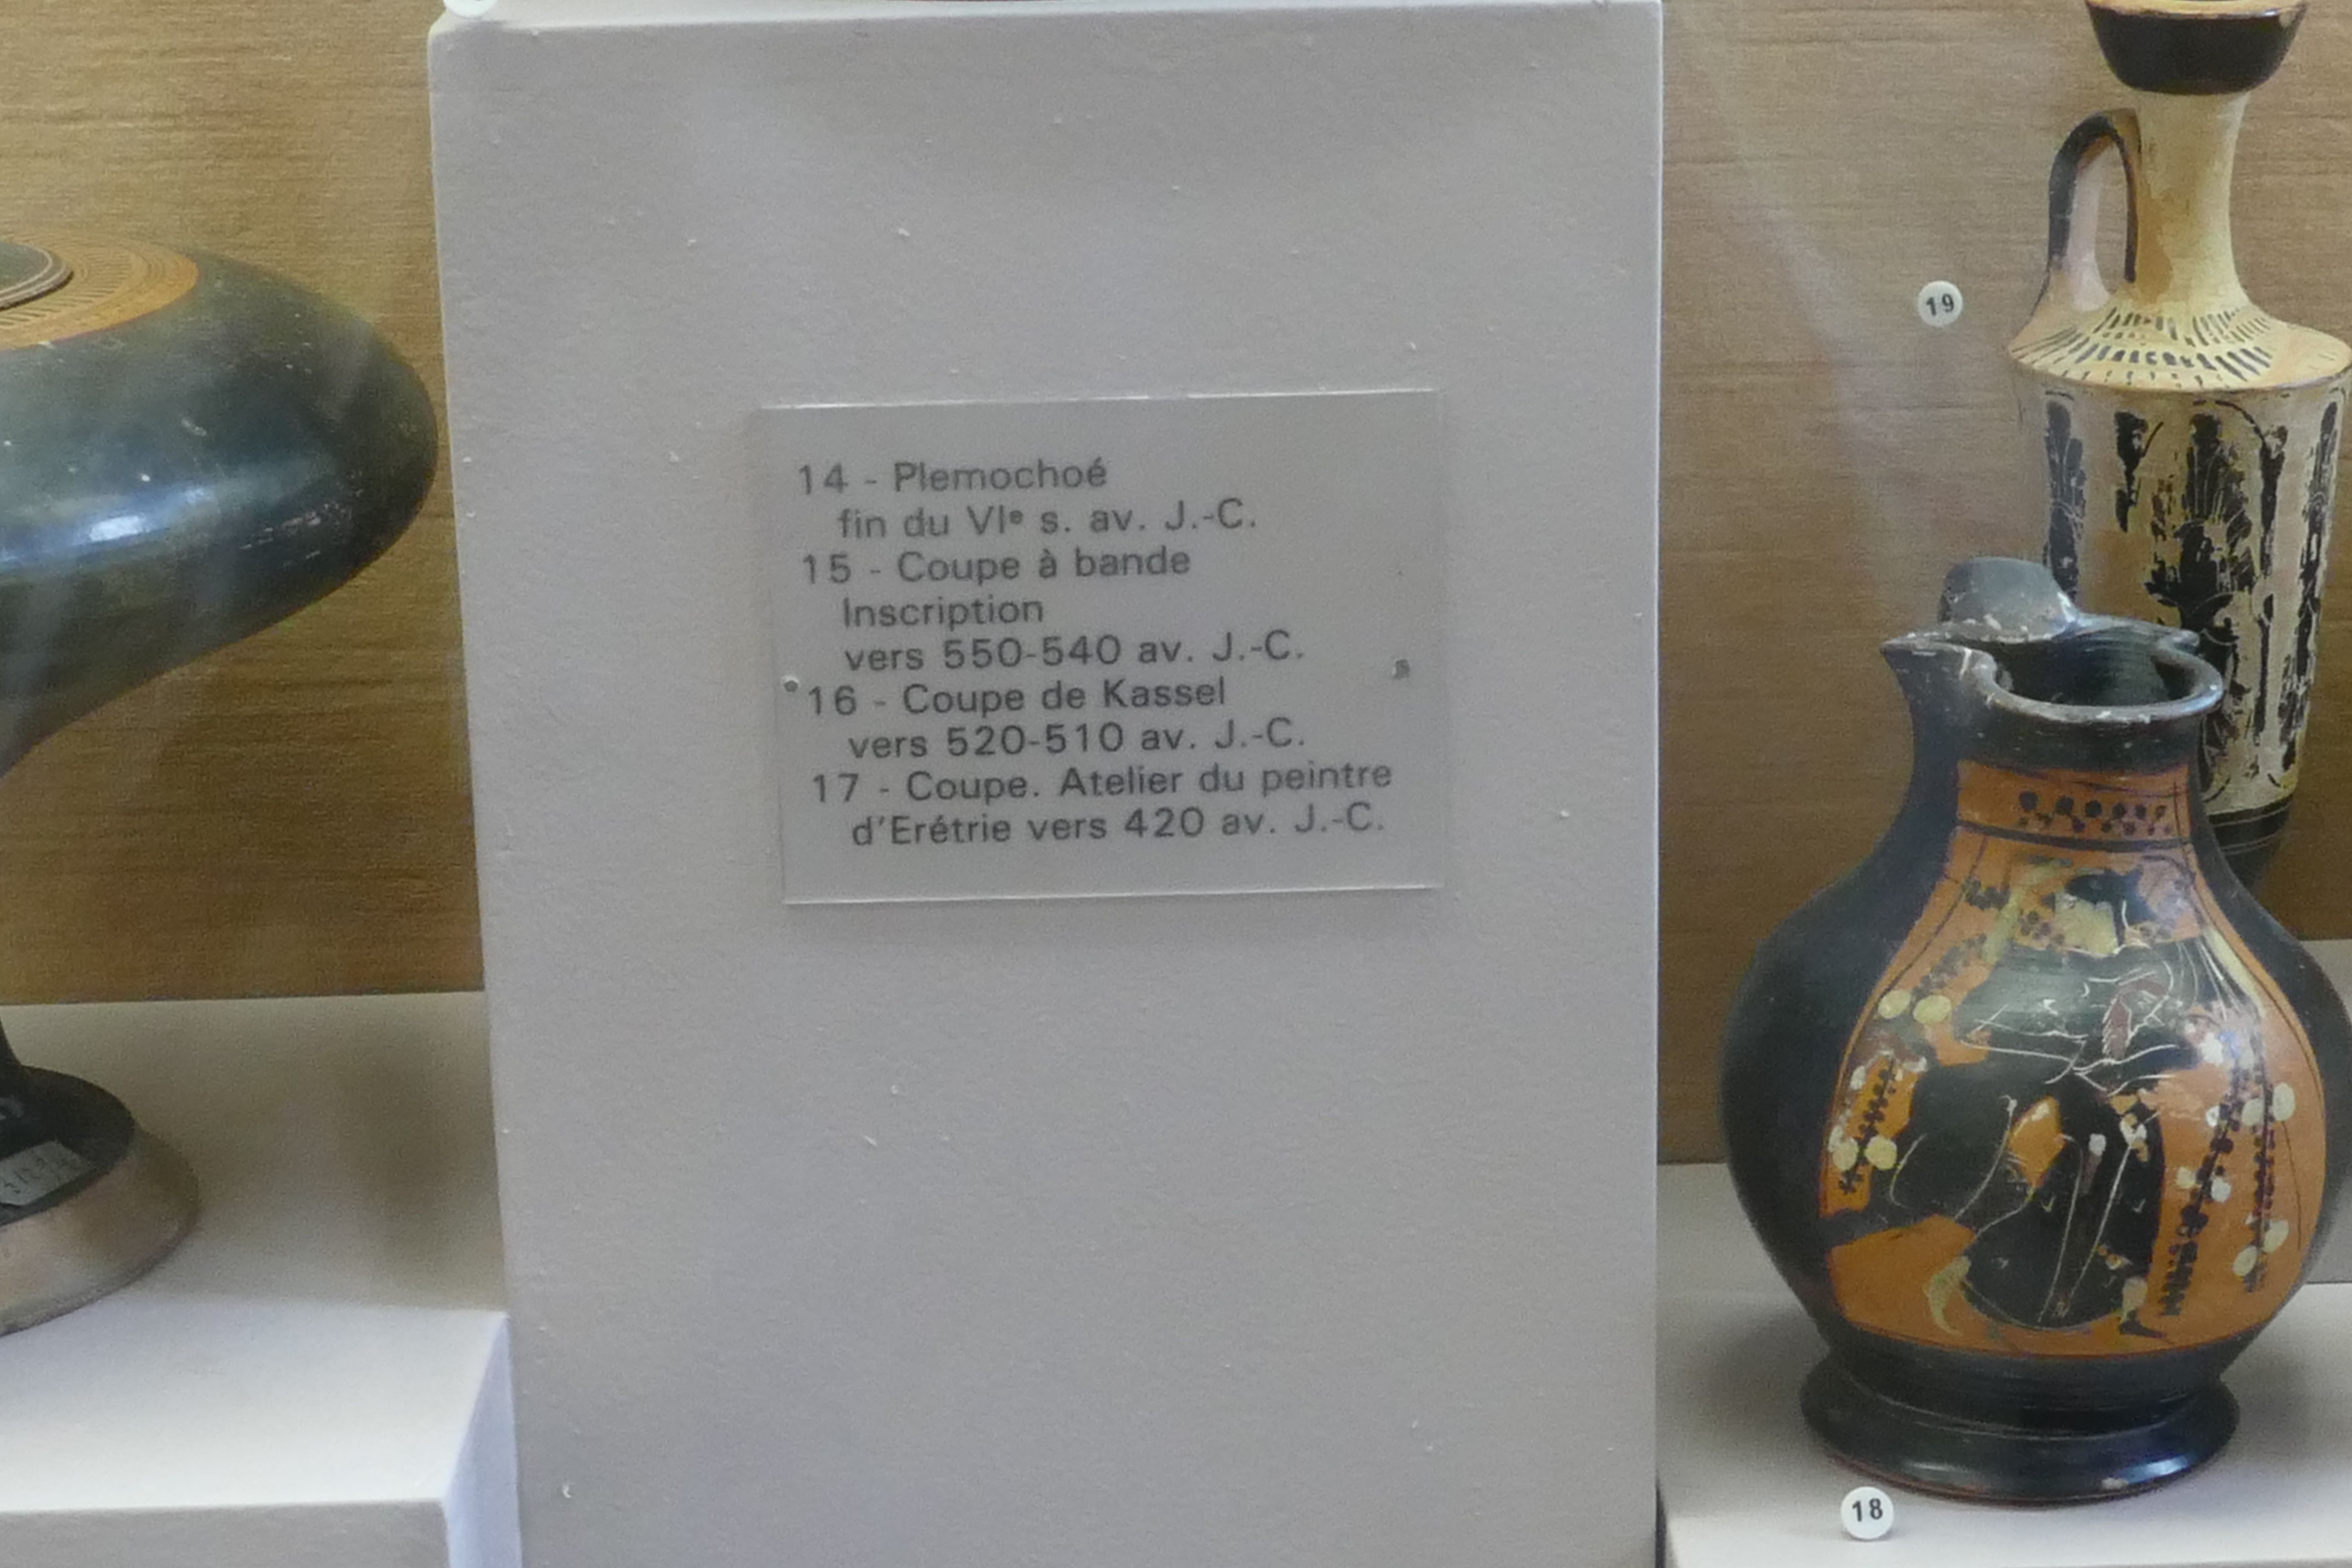 14 - Plemochoé
fin du VIᵉ s. av. J.-C.
15 - Coupe à bande
Inscription
vers 550-540 av. J.-C.
16 - Coupe de Kassel
vers 520-510 av. J.-C.
17 - Coupe. Atelier du peintre
d'Erétrie vers 420 av. J.-C.
19
18